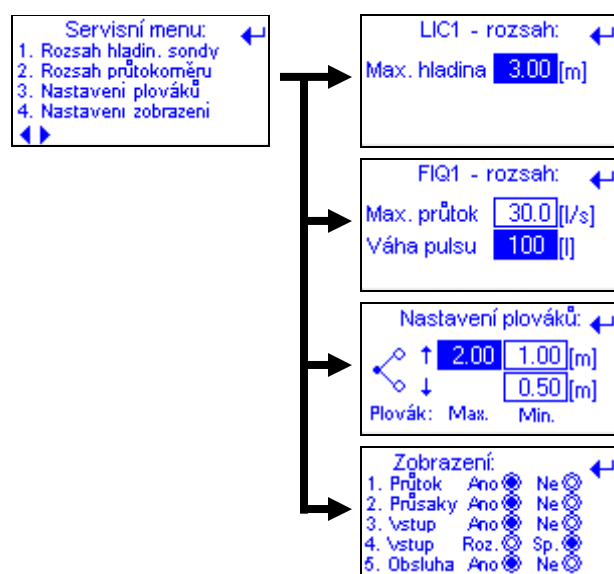 Servisní menu:
1. Rozsah hladin. sondy
2. Rozsah průtokoměru
3. Nastavení plováků
4. Nastavení zobrazení
LIC1 - rozsah:
Max. hladina 3.00 [m]
FIQ1 - rozsah:
Max. průtok 30.0 [l/s]
Váha pulsu 100 [l]
Nastavení plováků:
2.00 1.00 [m]
0.50 [m]
Plovák: Max. Min.
Zobrazení:
1. Průtok Ano Ne
2. Průsaky Ano Ne
3. Vstup Ano Ne
4. Vstup Roz. Sp.
5. Obsluha Ano Ne